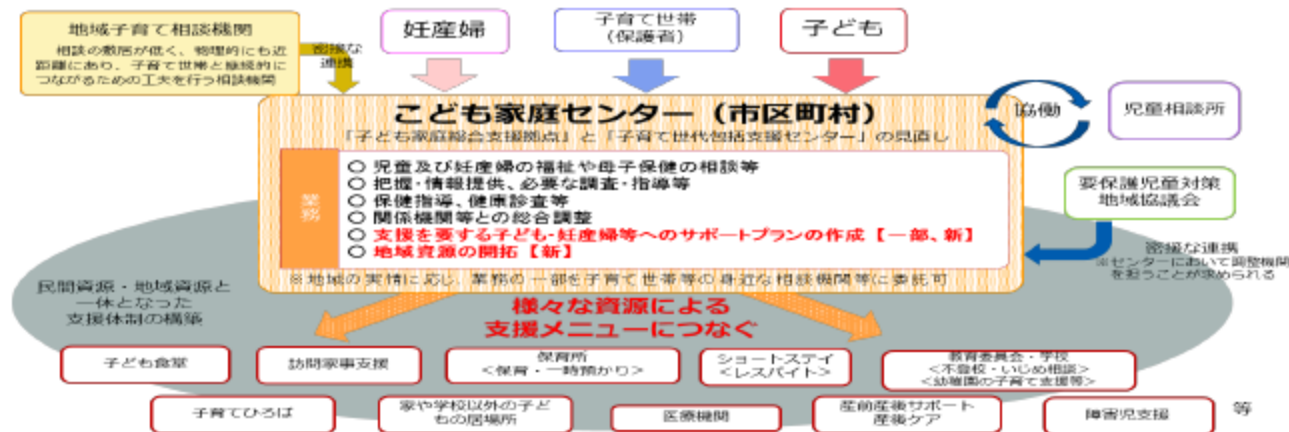 地域子育て相談機関
相談の敷居が低く、物理的にも近
距離にあり、子育て世帯と継続的に
つながるための工夫を行う相談機関
密接な
連携
妊産婦
子育て世帯
(保護者)
子ども
こども家庭センター（市区町村）
「子ども家庭総合支援拠点」と「子育て世代包括支援センター」の見直し
協働
児童相談所
業務
○ 児童及び妊産婦の福祉や母子保健の相談等
○ 把握・情報提供、必要な調査・指導等
○ 保健指導、健康診査等
○ 関係機関等との総合調整
○ 支援を要する子ども・妊産婦等へのサポートプランの作成【一部、新】
○ 地域資源の開拓【新】
※地域の実情に応じ、業務の一部を子育て世帯等の身近な相談機関等に委託可
要保護児童対策
地域協議会
密接な連携
※センターにおいて調整機関
を担うことが求められる
民間資源・地域資源と
一体となった
支援体制の構築
様々な資源による
支援メニューにつなぐ
子ども食堂
訪問家事支援
保育所
<保育・一時預かり>
ショートステイ
<レスパイト>
教育委員会・学校
<不登校・いじめ相談>
<幼稚園の子育て支援等>
子育てひろば
家や学校以外の子ど
もの居場所
医療機関
産前産後サポート
産後ケア
障害児支援
等